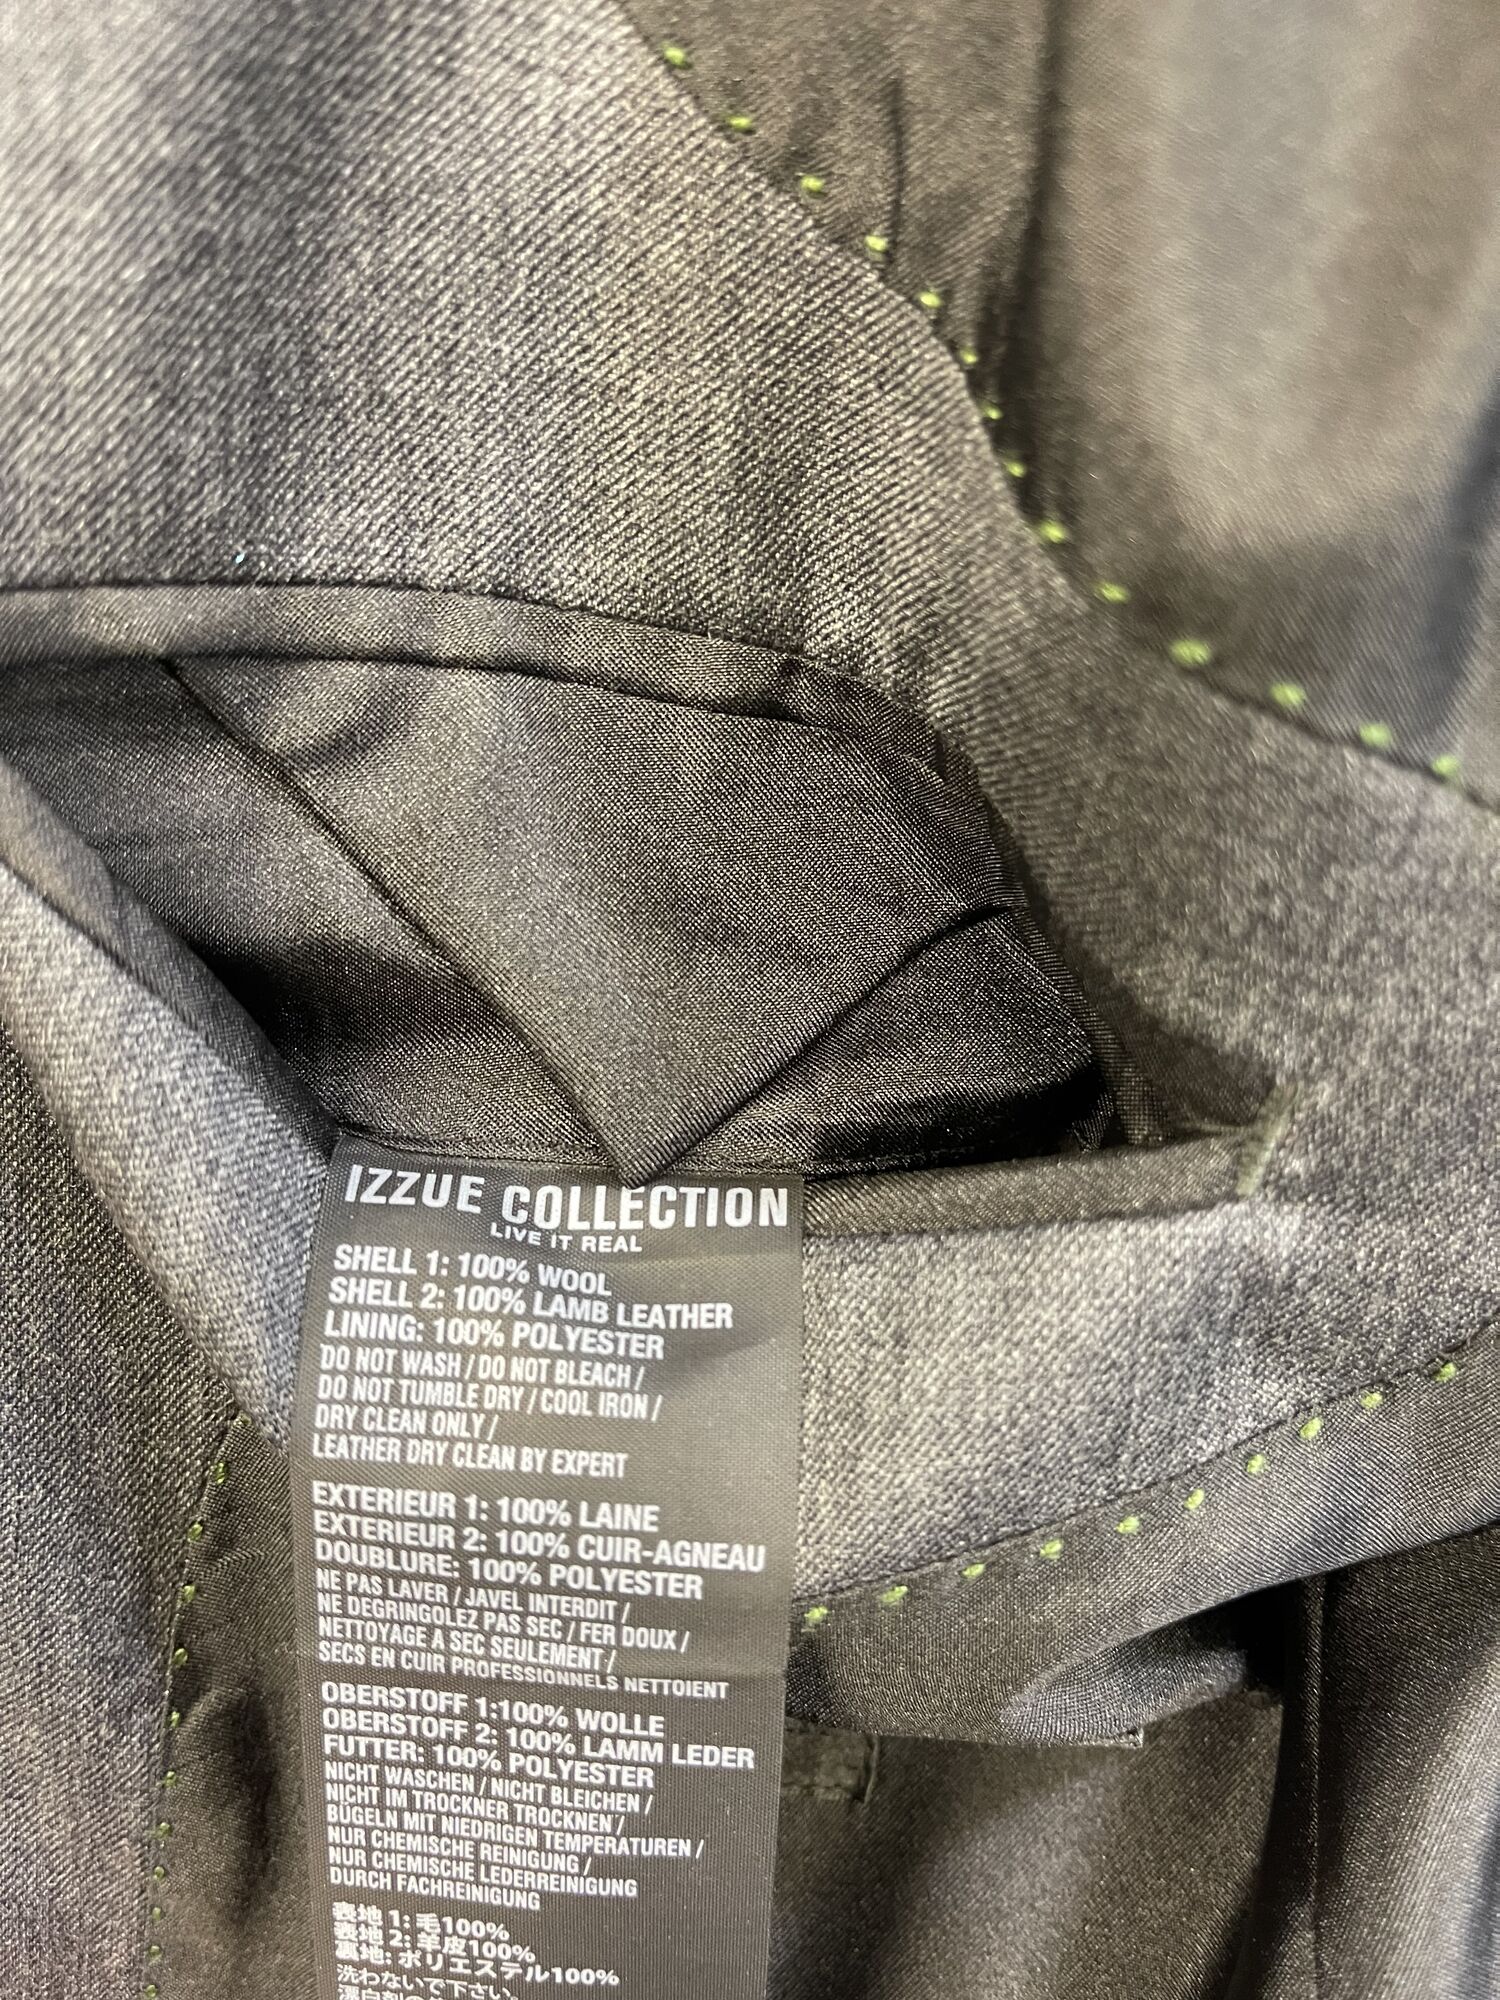 IZZUE COLLECTION
LIVE IT REAL
SHELL 1: 100% WOOL
SHELL 2: 100% LAMB LEATHER
LINING: 100% POLYESTER
DO NOT WASH / DO NOT BLEACH /
DO NOT TUMBLE DRY / COOL IRON /
DRY CLEAN ONLY /
LEATHER DRY CLEAN BY EXPERT
EXTERIEUR 1: 100% LAINE
EXTERIEUR 2: 100% CUIR-AGNEAU
DOUBLURE: 100% POLYESTER
NE PAS LAVER / JAVEL INTERDIT /
NE DEGRINGOLEZ PAS SEC / FER DOUX /
NETTOYAGE A SEC SEULEMENT /
SECS EN CUIR PROFESSIONNELS NETTOIENT
OBERSTOFF 1:100% WOLLE
OBERSTOFF 2: 100% LAMM LEDER
FUTTER: 100% POLYESTER
NICHT WASCHEN / NICHT BLEICHEN /
NICHT IM TROCKNER TROCKNEN /
BÜGELN MIT NIEDRIGEN TEMPERATUREN /
NUR CHEMISCHE REINIGUNG /
NUR CHEMISCHE LEDERREINIGUNG
DURCH FACHREINIGUNG
表地 1: 毛100%
表地 2: 羊皮100%
裏地: ポリエステル100%
洗わないで下さい。